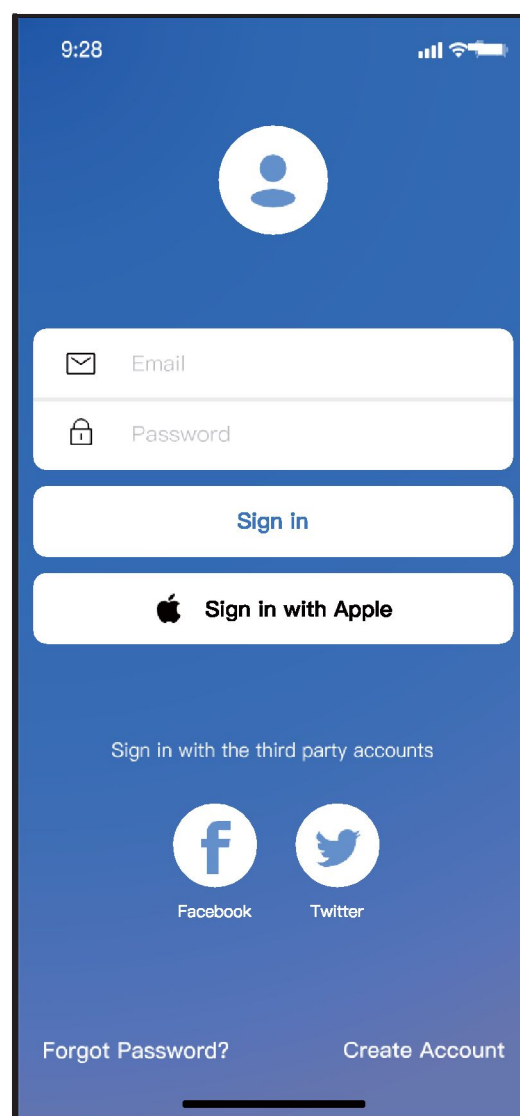 9:28
Email
Password
Sign in
Sign in with Apple
Sign in with the third party accounts
Facebook Twitter
Forgot Password? Create Account